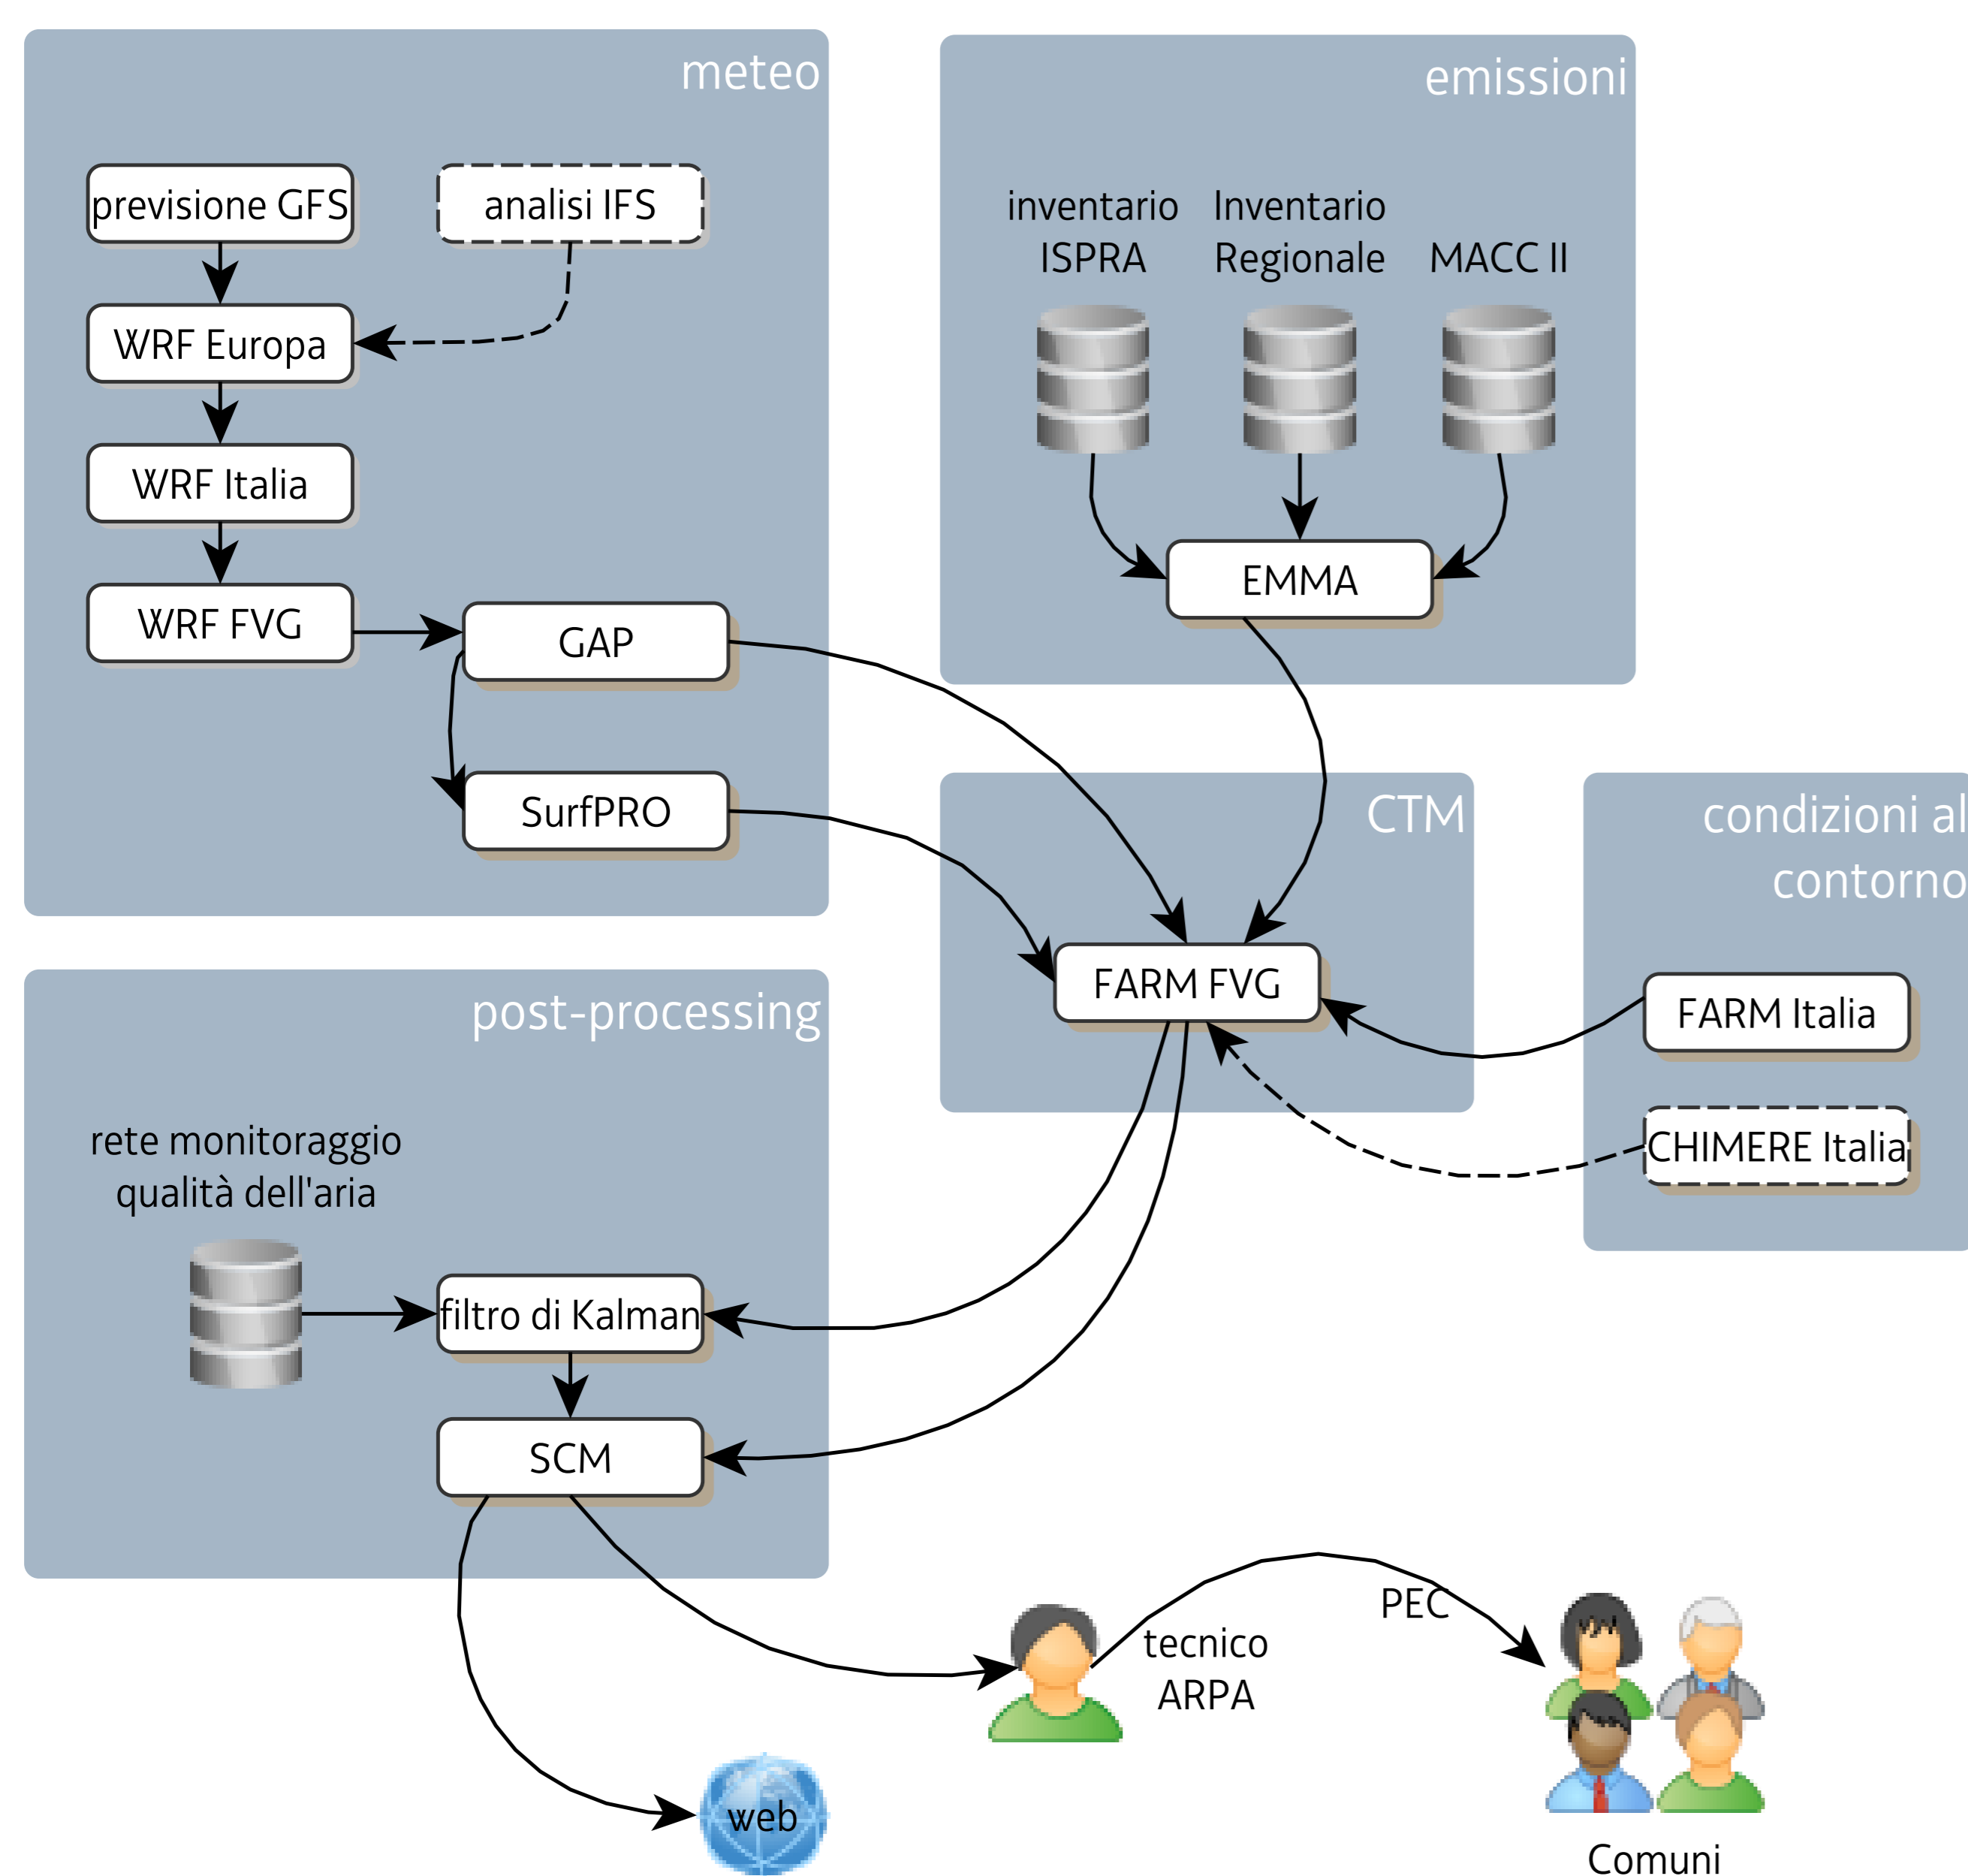 meteo
previsione GFS
analisi IFS
WRF Europa
WRF Italia
WRF FVG
GAP
SurfPRO
emissioni
inventario
ISPRA
Inventario
Regionale
MACC II
EMMA
CTM
FARM FVG
condizioni al
contorno
FARM Italia
CHIMERE Italia
post-processing
rete monitoraggio
qualità dell'aria
filtro di Kalman
SCM
PEC
tecnico
ARPA
web
Comuni